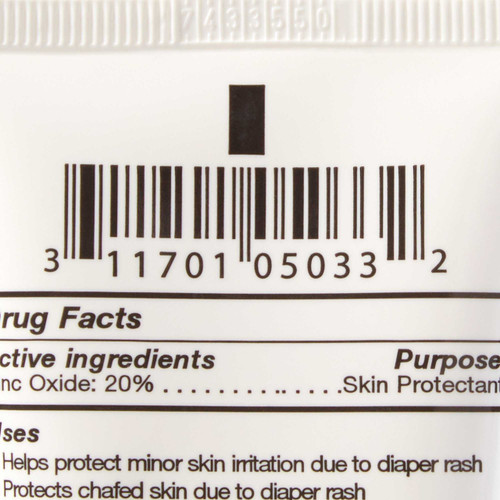 7433550
3 11701 05033 2
rug Facts
ctive ingredients Purpose
nc Oxide: 20% . . . . . . . . . . .. . . . .Skin Protectant
ses
Helps protect minor skin irritation due to diaper rash
Protects chafed skin due to diaper rash